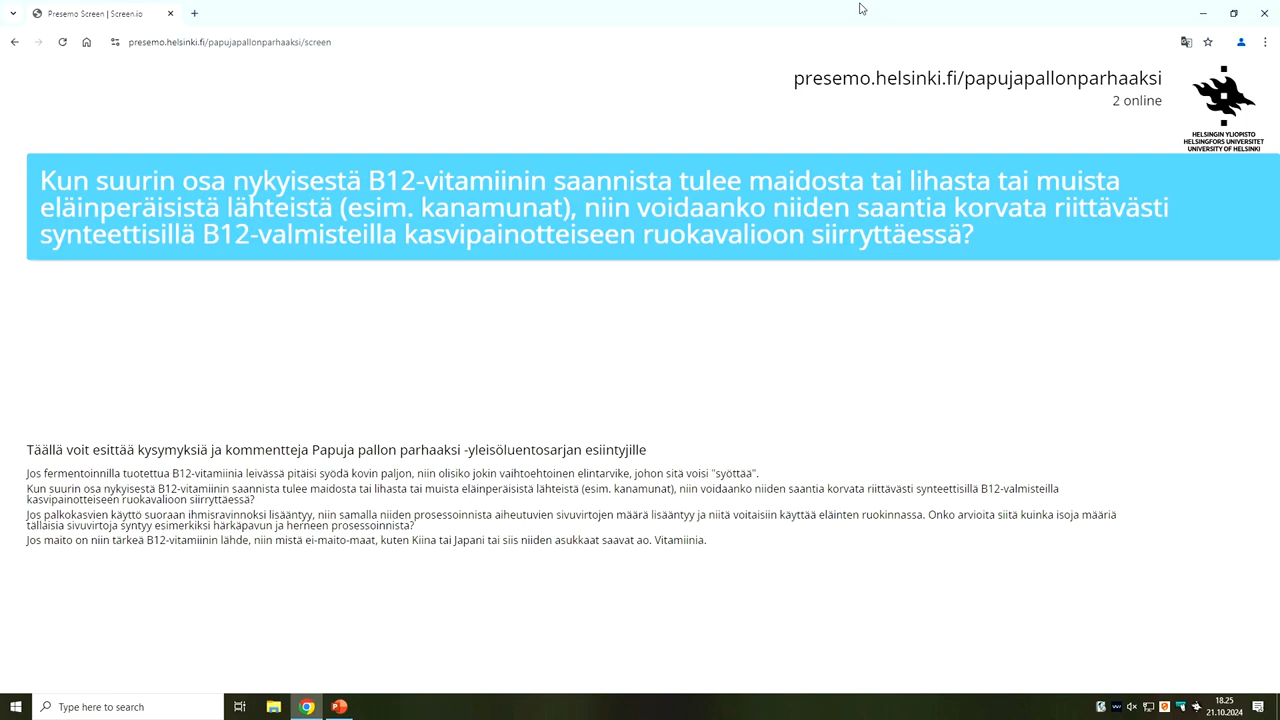 Presemo Screen | Screen.io
presemo.helsinki.fi/papujapallonparhaaksi/screen
presemo.helsinki.fi/papujapallonparhaaksi
2 online
HELSINGIN YLIOPISTO
HELSINGFORS UNIVERSITET
UNIVERSITY OF HELSINKI
Kun suurin osa nykyisestä B12-vitamiinin saannista tulee maidosta tai lihasta tai muista
eläinperäisistä lähteistä (esim. kanamunat), niin voidaanko niiden saantia korvata riittävästi
synteettisillä B12-valmisteilla kasvipainotteiseen ruokavalioon siirryttäessä?
Täällä voit esittää kysymyksiä ja kommentteja Papuja pallon parhaaksi -yleisöluentosarjan esiintyjille
Jos fermentoinnilla tuotettua B12-vitamiinia leivässä pitäisi syödä kovin paljon, niin olisiko jokin vaihtoehtoinen elintarvike, johon sitä voisi "syöttää".
Kun suurin osa nykyisestä B12-vitamiinin saannista tulee maidosta tai lihasta tai muista eläinperäisistä lähteistä (esim. kanamunat), niin voidaanko niiden saantia korvata riittävästi synteettisillä B12-valmisteilla
kasvipainotteiseen ruokavalioon siirryttäessä?
Jos palkokasvien käyttö suoraan ihmisravinnoksi lisääntyy, niin samalla niiden prosessoinnista aiheutuvien sivuvirtojen määrä lisääntyy ja niitä voitaisiin käyttää eläinten ruokinnassa. Onko arvioita siitä kuinka isoja määriä
tällaisia sivuvirtoja syntyy esimerkiksi härkäpavun ja herneen prosessoinnista?
Jos maito on niin tärkeä B12-vitamiinin lähde, niin mistä ei-maito-maat, kuten Kiina tai Japani tai siis niiden asukkaat saavat ao. Vitamiinia.
Type here to search
18.25
21.10.2024